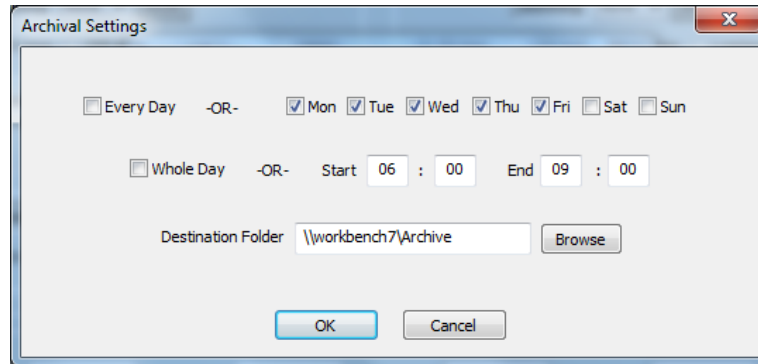 Archival Settings
Every Day -OR- Mon Tue Wed Thu Fri Sat Sun
Whole Day -OR- Start 06 : 00 End 09 : 00
Destination Folder \\workbench7\Archive Browse
OK Cancel